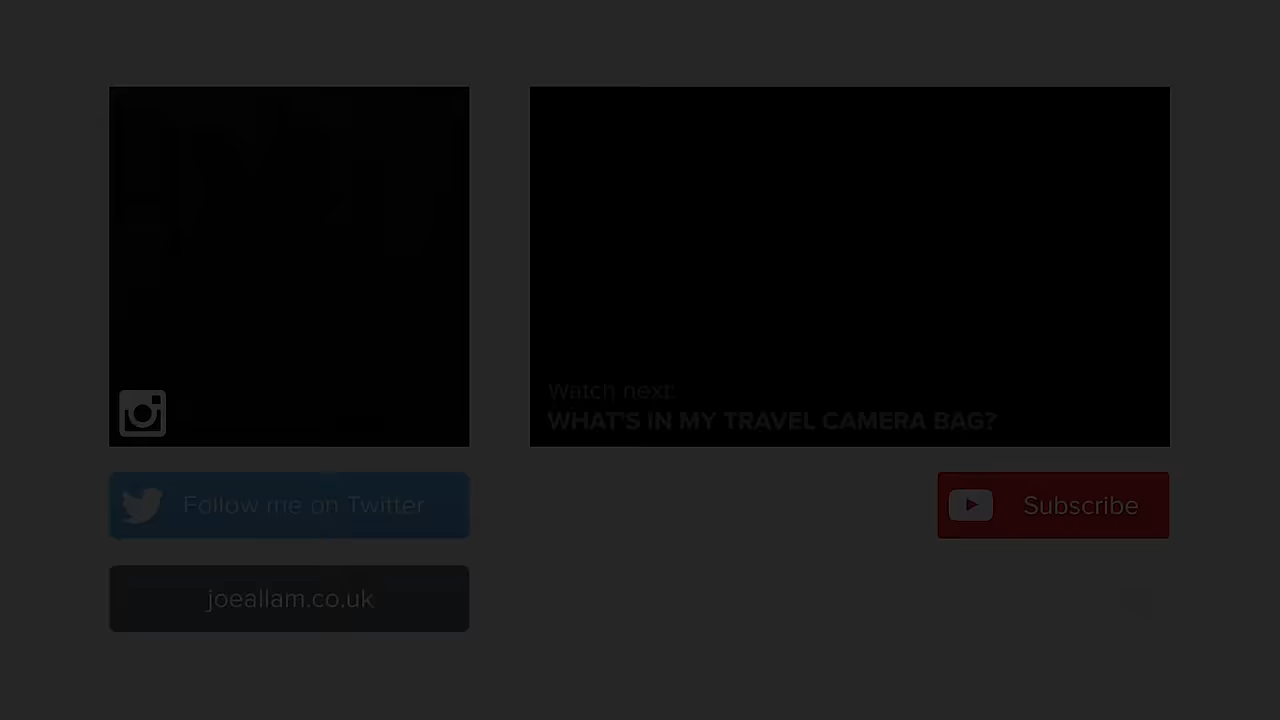 Watch next:
WHAT'S IN MY TRAVEL CAMERA BAG?
Follow me on Twitter
Subscribe
joeallam.co.uk